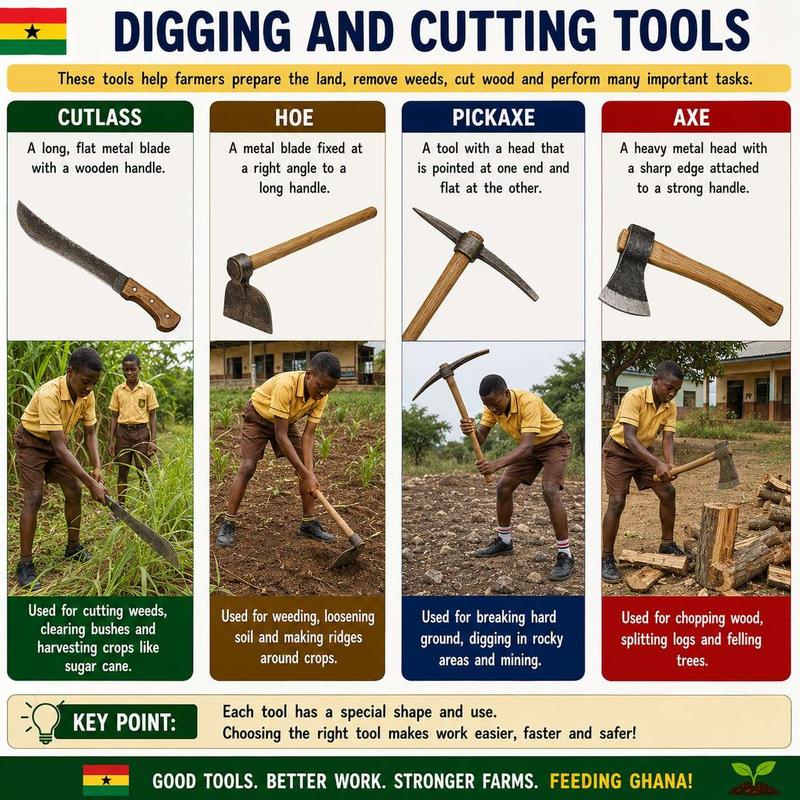 DIGGING AND CUTTING TOOLS
These tools help farmers prepare the land, remove weeds, cut wood and perform many important tasks.
CUTLASS
A long, flat metal blade
with a wooden handle.
Used for cutting weeds,
clearing bushes and
harvesting crops like
sugar cane.
HOE
A metal blade fixed at
a right angle to a
long handle.
Used for weeding, loosening
soil and making ridges
around crops.
PICKAXE
A tool with a head that
is pointed at one end and
flat at the other.
Used for breaking hard
ground, digging in rocky
areas and mining.
AXE
A heavy metal head with
a sharp edge attached
to a strong handle.
Used for chopping wood,
splitting logs and felling
trees.
KEY POINT:
Each tool has a special shape and use.
Choosing the right tool makes work easier, faster and safer!
GOOD TOOLS. BETTER WORK. STRONGER FARMS. FEEDING GHANA!